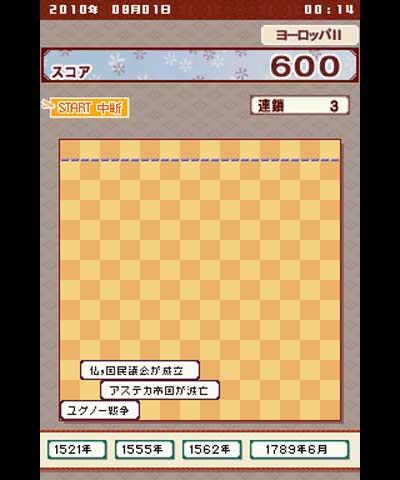 2010年 08月01日 00:14
ヨーロッパII
スコア 600
START 中断
連鎖 3
仏,国民議会が成立
アステカ帝国が滅亡
ユグノー戦争
1521年 1555年 1562年 1789年6月